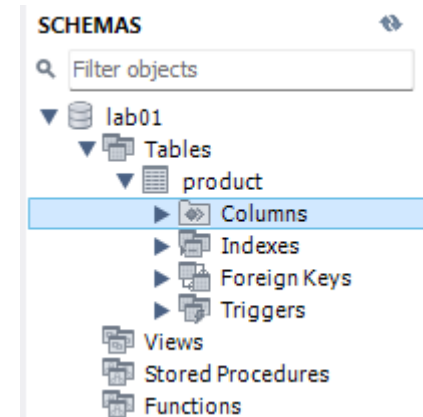 SCHEMAS
Filter objects
lab01
Tables
product
Columns
Indexes
Foreign Keys
Triggers
Views
Stored Procedures
Functions